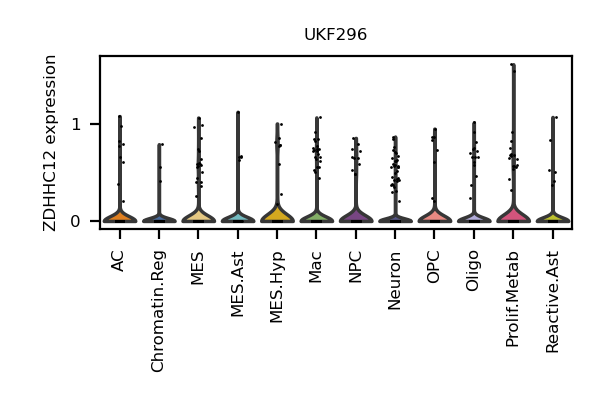 UKF296
ZDHHC12 expression
1
0
AC
Chromatin.Reg
MES
MES.Ast
MES.Hyp
Mac
NPC
Neuron
OPC
Oligo
Prolif.Metab
Reactive.Ast